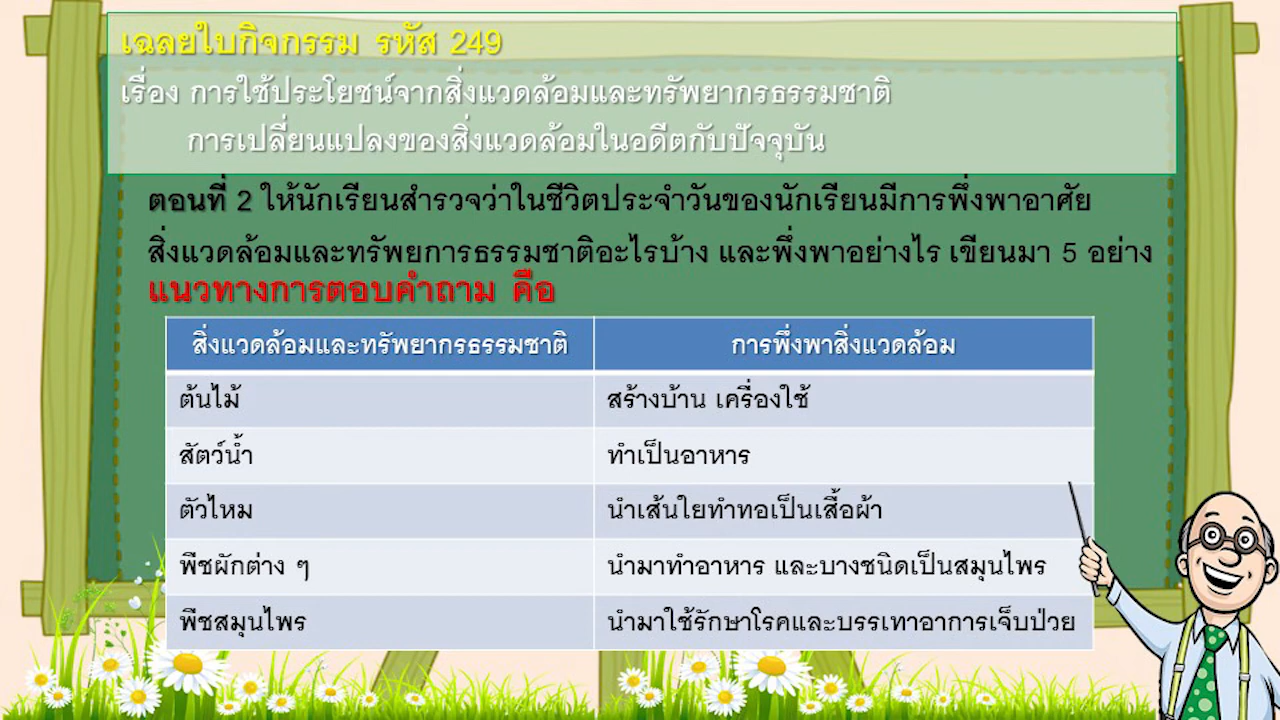 เฉลยใบกิจกรรม รหัส 249
เรื่อง การใช้ประโยชน์จากสิ่งแวดล้อมและทรัพยากรธรรมชาติ
การเปลี่ยนแปลงของสิ่งแวดล้อมในอดีตกับปัจจุบัน
ตอนที่ 2 ให้นักเรียนสำรวจว่าในชีวิตประจำวันของนักเรียนมีการพึ่งพาอาศัย
สิ่งแวดล้อมและทรัพยการธรรมชาติอะไรบ้าง และพึ่งพาอย่างไร เขียนมา 5 อย่าง
แนวทางการตอบคำถาม คือ
สิ่งแวดล้อมและทรัพยากรธรรมชาติ การพึ่งพาสิ่งแวดล้อม
ต้นไม้ สร้างบ้าน เครื่องใช้
สัตว์น้ำ ทำเป็นอาหาร
ตัวไหม นำเส้นใยทำทอเป็นเสื้อผ้า
พืชผักต่าง ๆ นำมาทำอาหาร และบางชนิดเป็นสมุนไพร
พืชสมุนไพร นำมาใช้รักษาโรคและบรรเทาอาการเจ็บป่วย